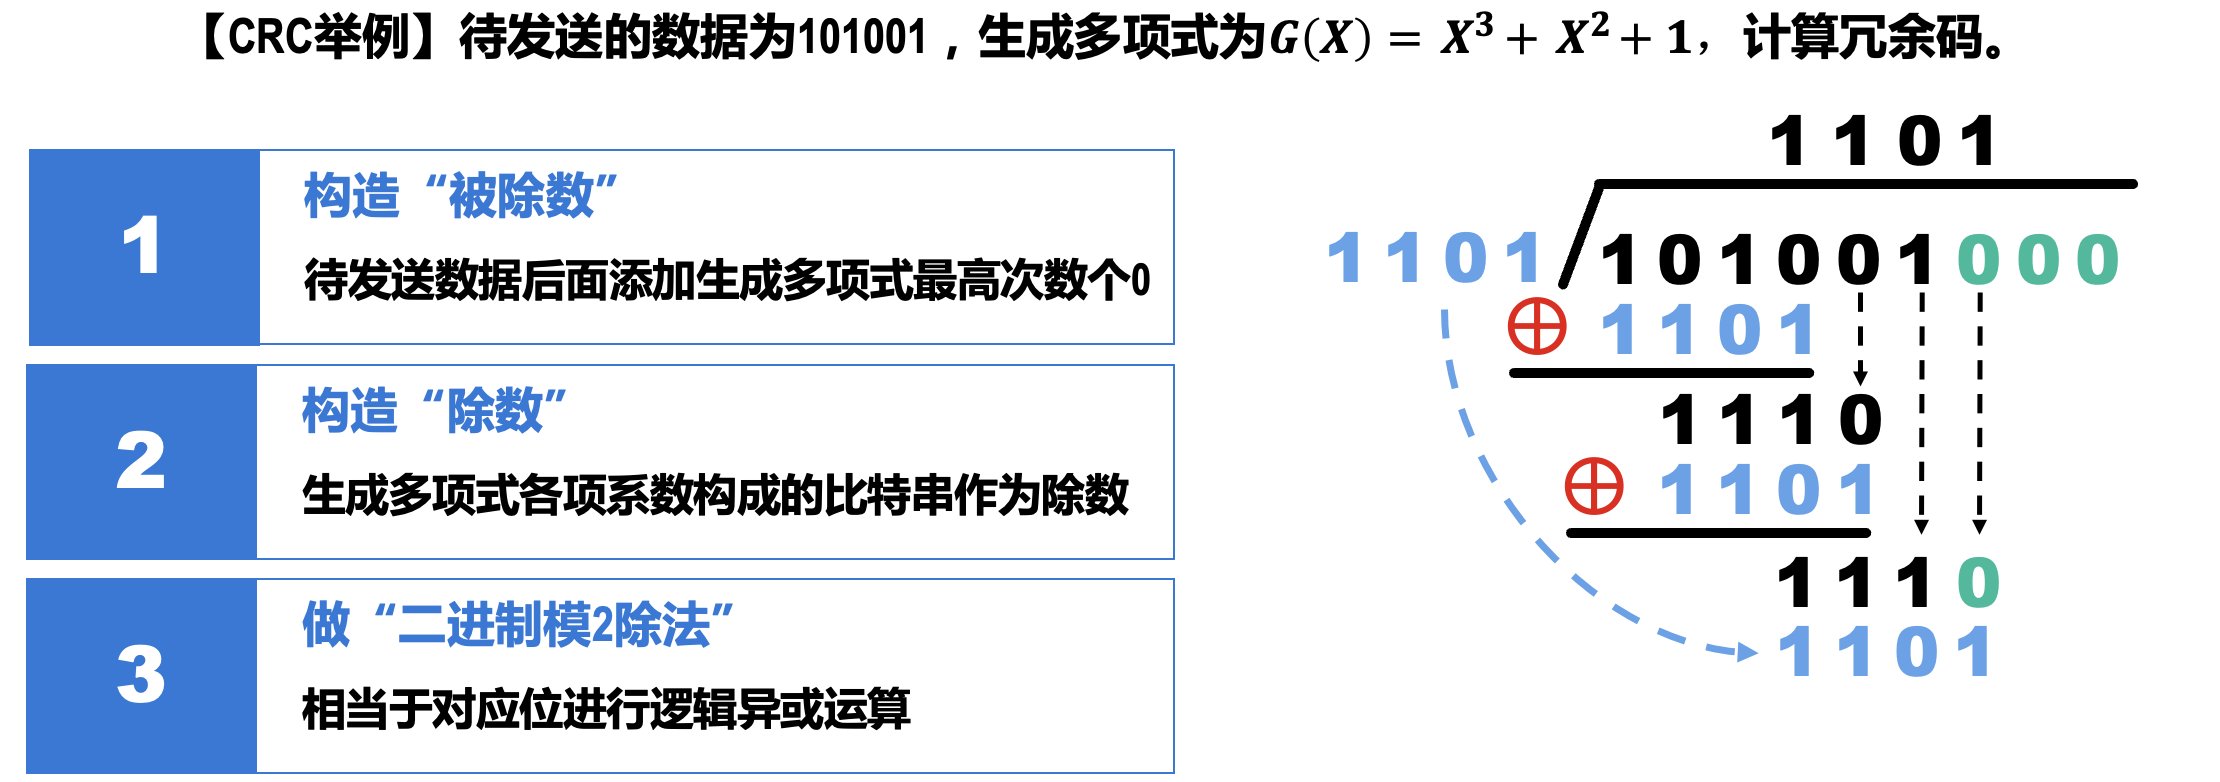 【CRC举例】待发送的数据为101001，生成多项式为G(X) = X³ + X² + 1，计算冗余码。
1
构造“被除数”
待发送数据后面添加生成多项式最高次数个0
2
构造“除数”
生成多项式各项系数构成的比特串作为除数
3
做“二进制模2除法”
相当于对应位进行逻辑异或运算
1 1 0 1
1 1 0 1 1 0 1 0 0 1 0 0 0
⊕ 1 1 0 1
1 1 1 0
⊕ 1 1 0 1
1 1 1 0
1 1 0 1